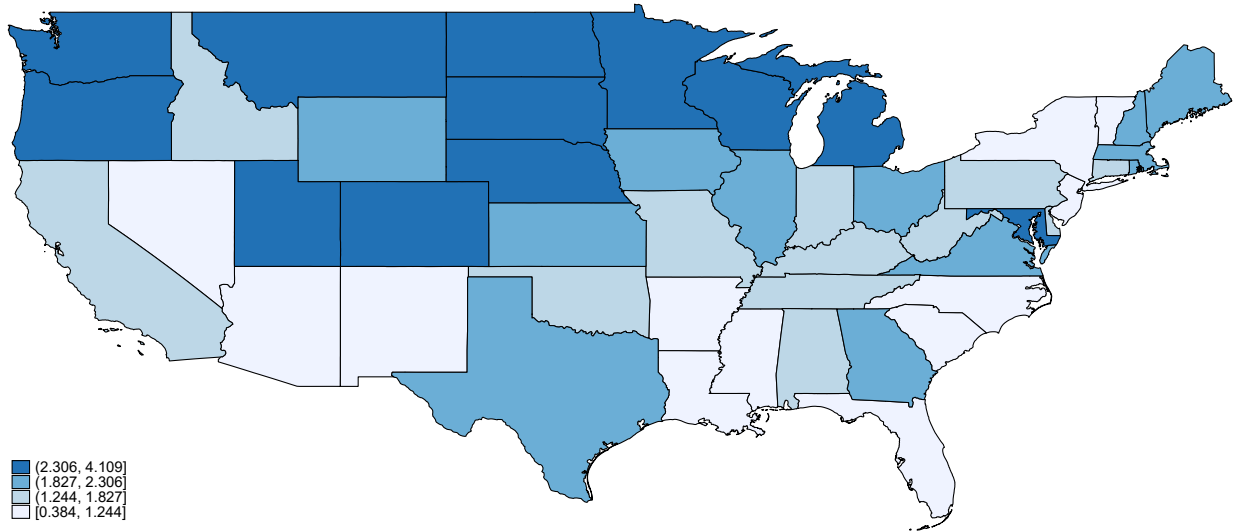 (2.306, 4.109]
(1.827, 2.306]
(1.244, 1.827]
[0.384, 1.244]